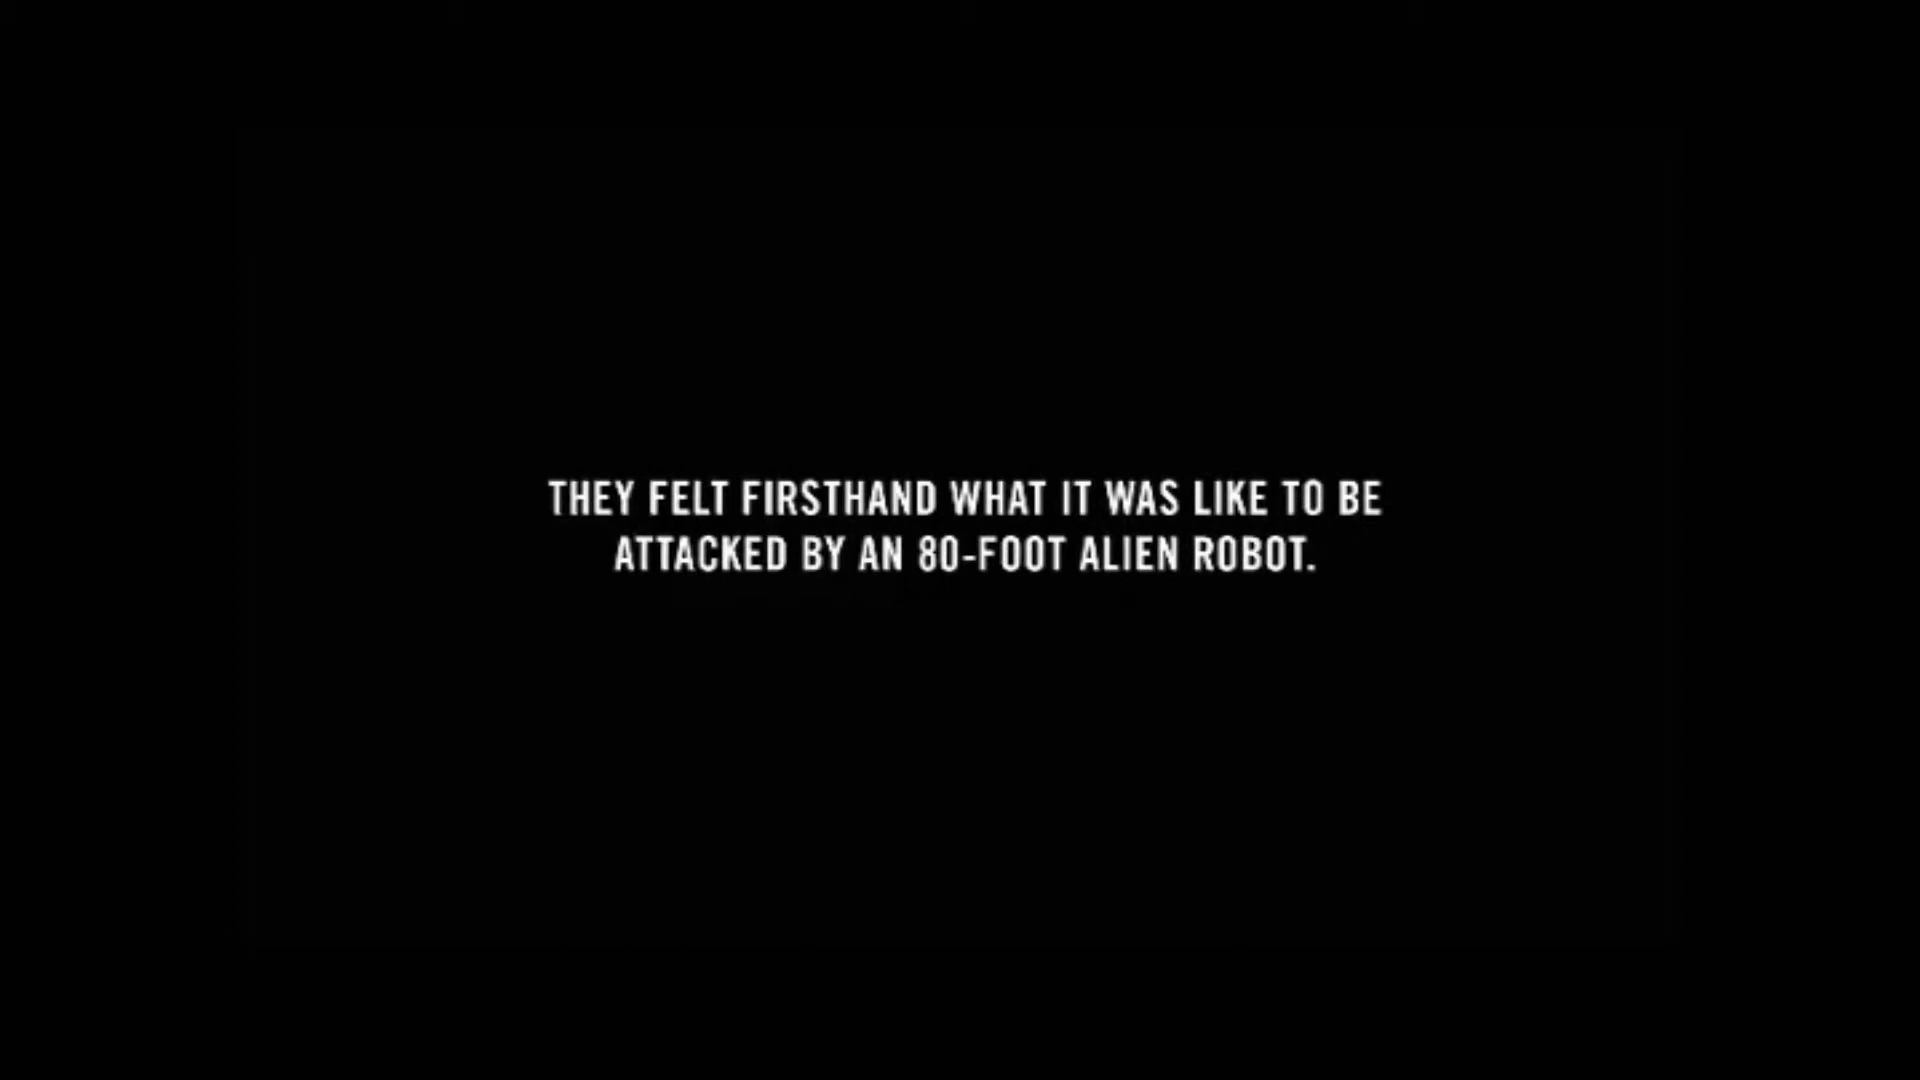 THEY FELT FIRSTHAND WHAT IT WAS LIKE TO BE
ATTACKED BY AN 80-FOOT ALIEN ROBOT.